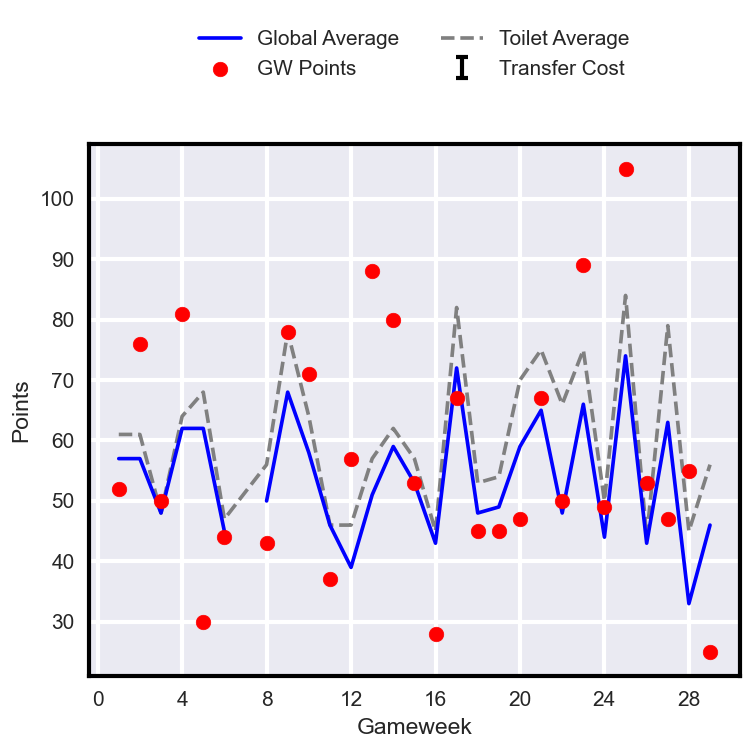 Global Average
Toilet Average
GW Points
Transfer Cost
100
90
80
70
60
50
40
30
Points
0 4 8 12 16 20 24 28
Gameweek